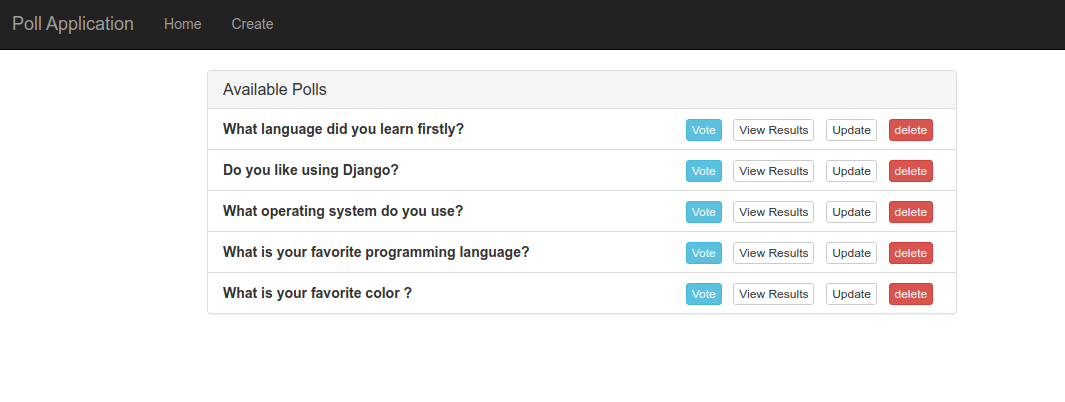 Poll Application Home Create
Available Polls
What language did you learn firstly? Vote View Results Update delete
Do you like using Django? Vote View Results Update delete
What operating system do you use? Vote View Results Update delete
What is your favorite programming language? Vote View Results Update delete
What is your favorite color ? Vote View Results Update delete